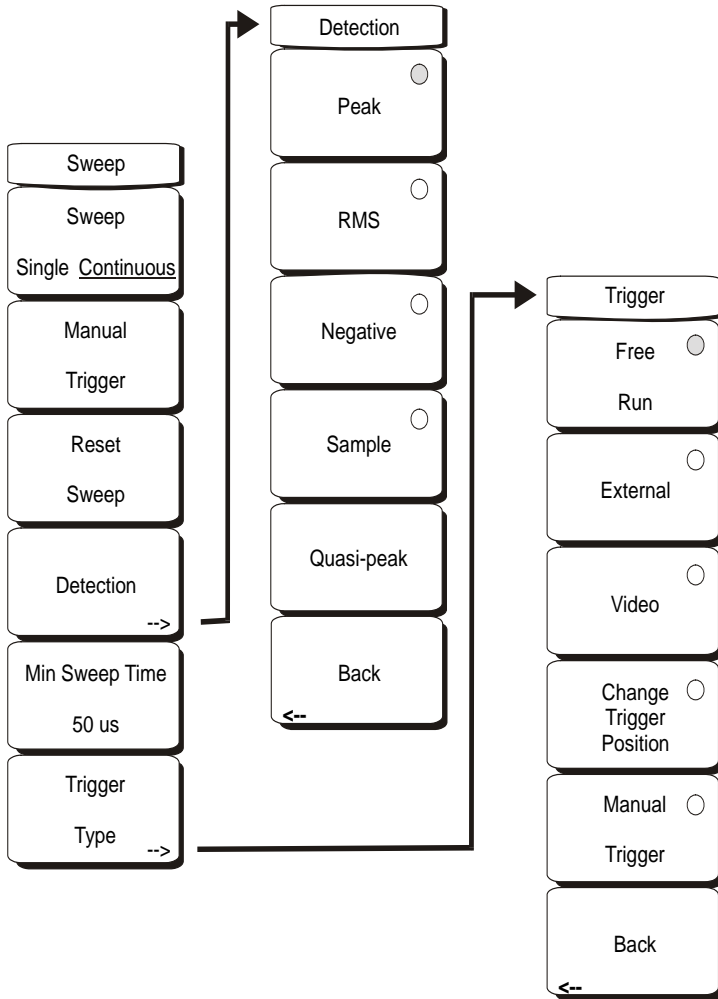 Sweep
Sweep
Single Continuous
Manual
Trigger
Reset
Sweep
Detection
-->
Min Sweep Time
50 us
Trigger
Type
-->
Detection
Peak
RMS
Negative
Sample
Quasi-peak
Back
<--
Trigger
Free
Run
External
Video
Change
Trigger
Position
Manual
Trigger
Back
<--